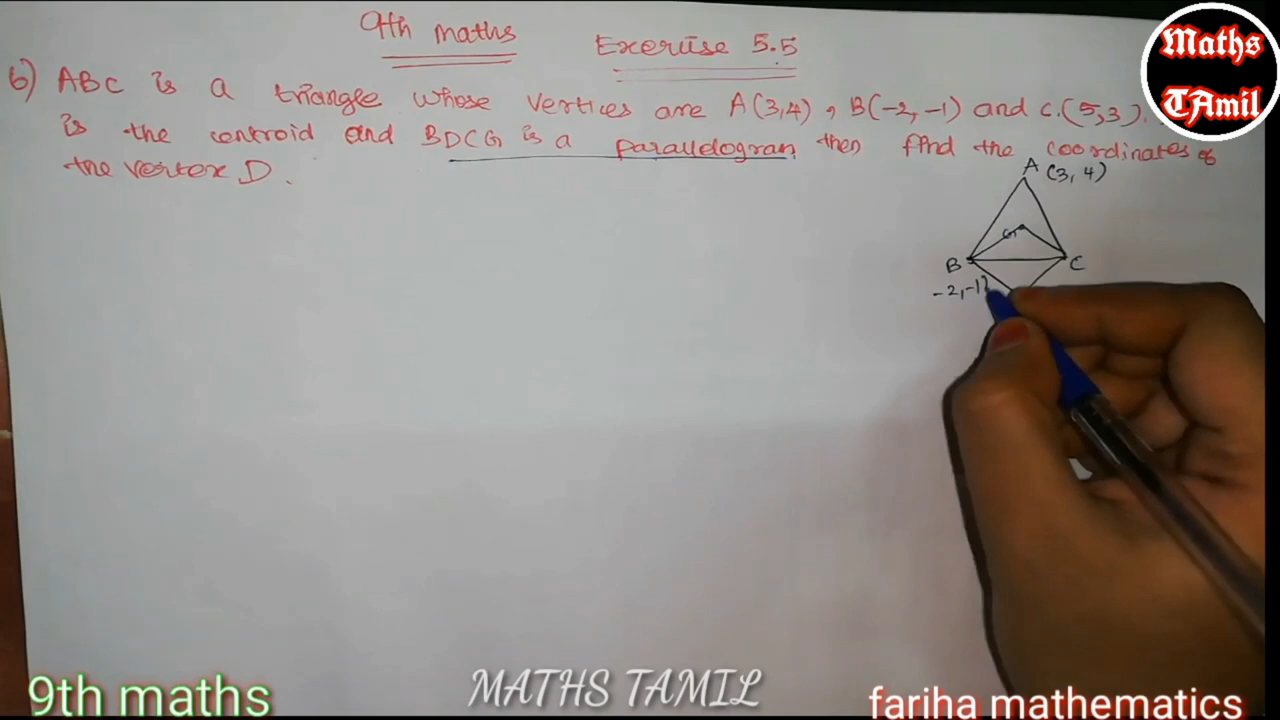 9th maths Exercise 5.5
Maths
TAmil
6) ABC is a triangle whose vertices are A(3,4) , B(-2,-1) and C.(5,3).
is the centroid and BDCG is a parallelogram then find the coordinates of
the vertex D .
A (3, 4)
G
B C
-2,-1)
9th maths MATHS TAMIL fariha mathematics